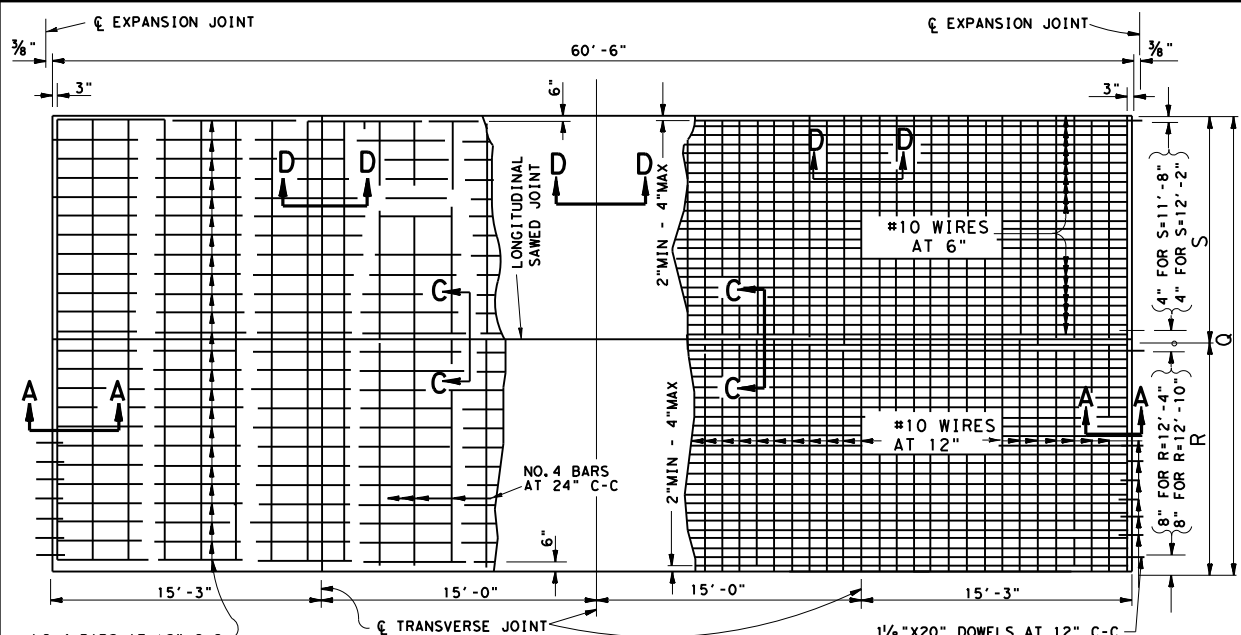 ℄ EXPANSION JOINT
℄ EXPANSION JOINT
3/8"
60'-6"
3/8"
3"
6"
3"
D D
D D
D D
LONGITUDINAL
SAWED JOINT
2"MIN - 4"MAX
#10 WIRES
AT 6"
4" FOR S=11'-8"
4" FOR S=12'-2"
S
Q
C
C
C
C
A A
A A
2"MIN - 4"MAX
#10 WIRES
AT 12"
8" FOR R=12'-4"
8" FOR R=12'-10"
R
NO. 4 BARS
AT 24" C-C
6"
15'-3"
15'-0"
15'-0"
15'-3"
℄ TRANSVERSE JOINT
1 1/8"X20" DOWELS AT 12" C-C